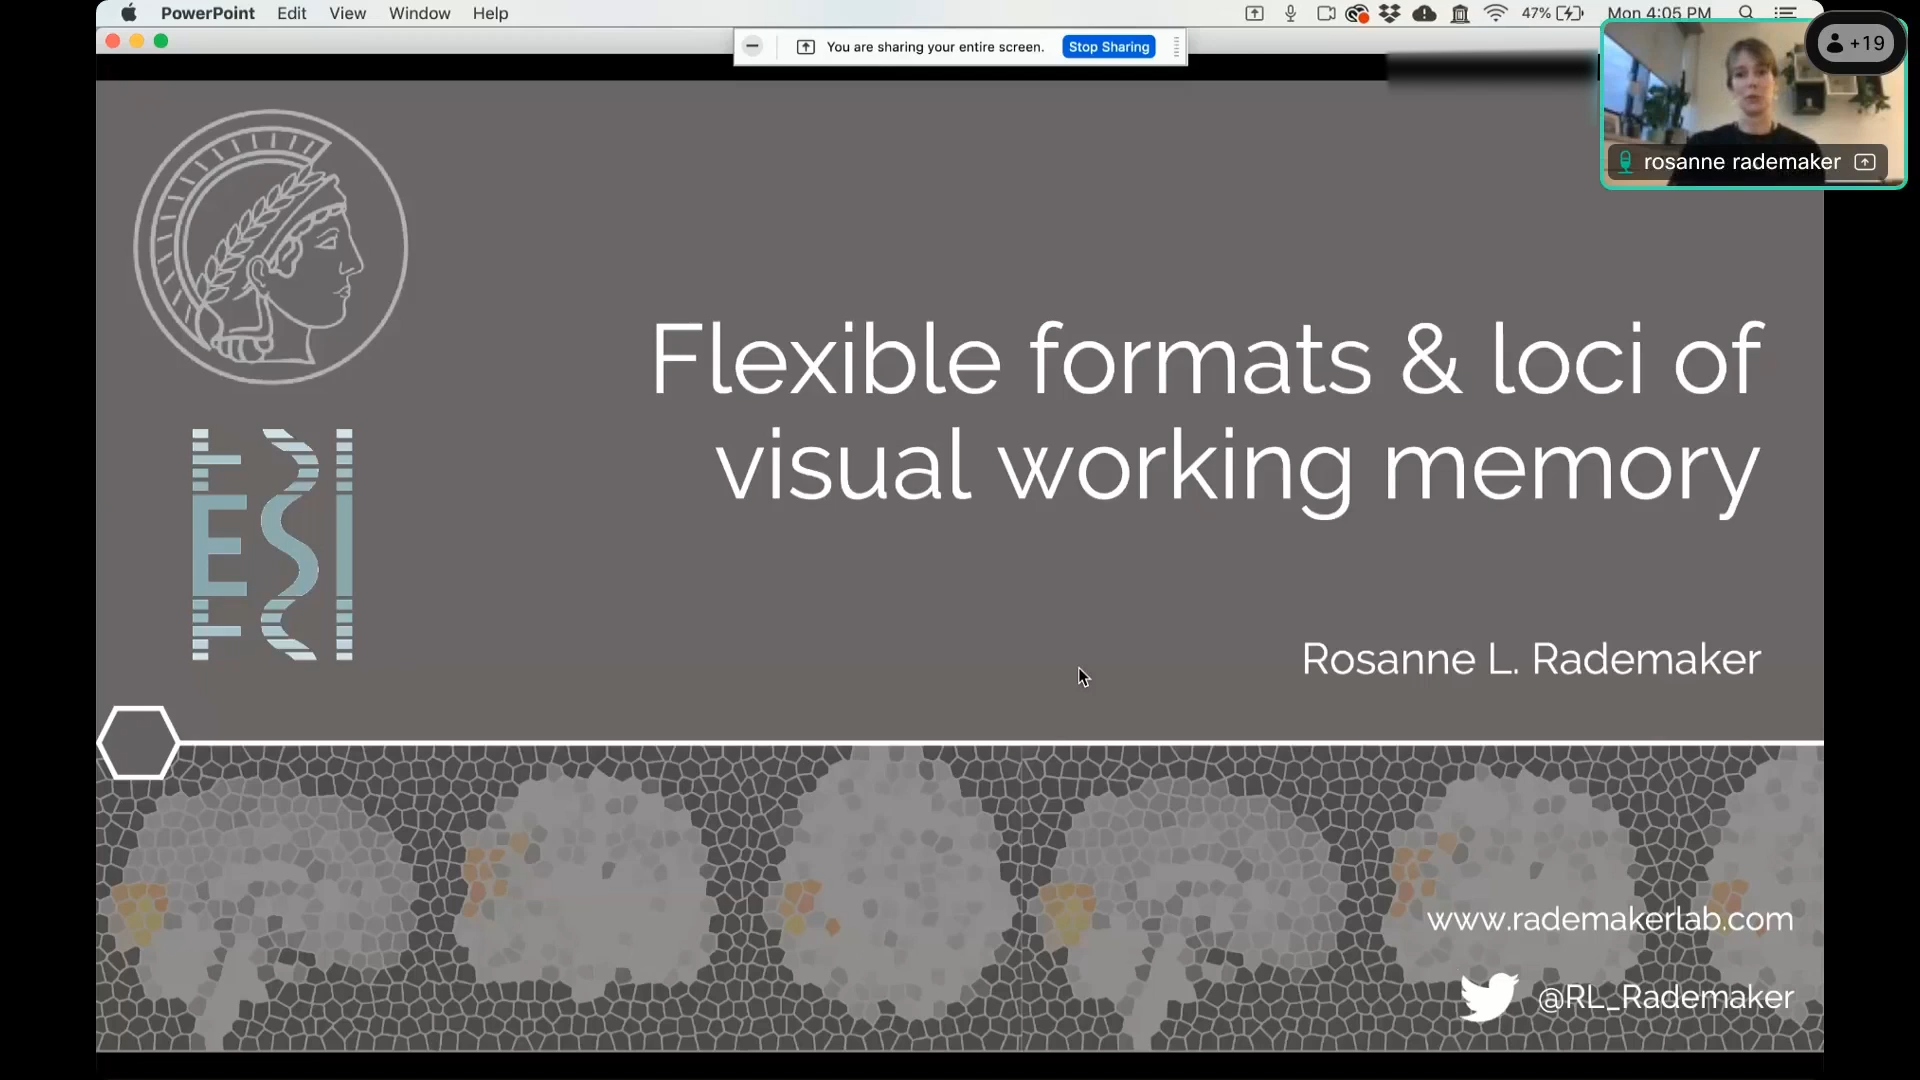 PowerPoint Edit View Window Help 47% Mon 4:05 PM
You are sharing your entire screen. Stop Sharing
+19
rosanne rademaker
ESI
Flexible formats & loci of
visual working memory
Rosanne L. Rademaker
www.rademakerlab.com
@RL_Rademaker